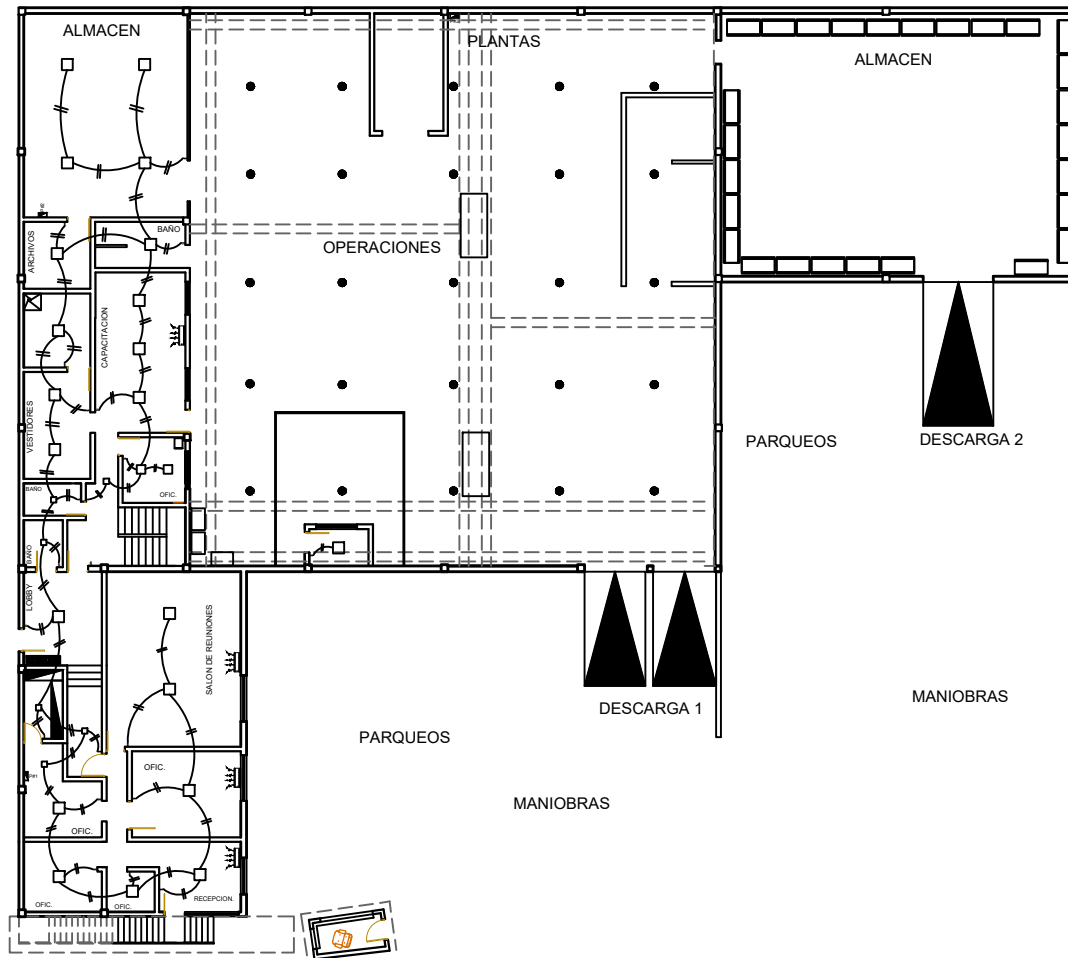 ALMACEN
PLANTAS
ALMACEN
ARCHIVOS
BAÑO
OPERACIONES
CAPACITACION
VESTIDORES
PARQUEOS
DESCARGA 2
BAÑO
OFIC.
BAÑO
LOBBY
SALON DE REUNIONES
DESCARGA 1
MANIOBRAS
PARQUEOS
OFIC.
MANIOBRAS
OFIC.
OFIC.
OFIC.
RECEPCION.